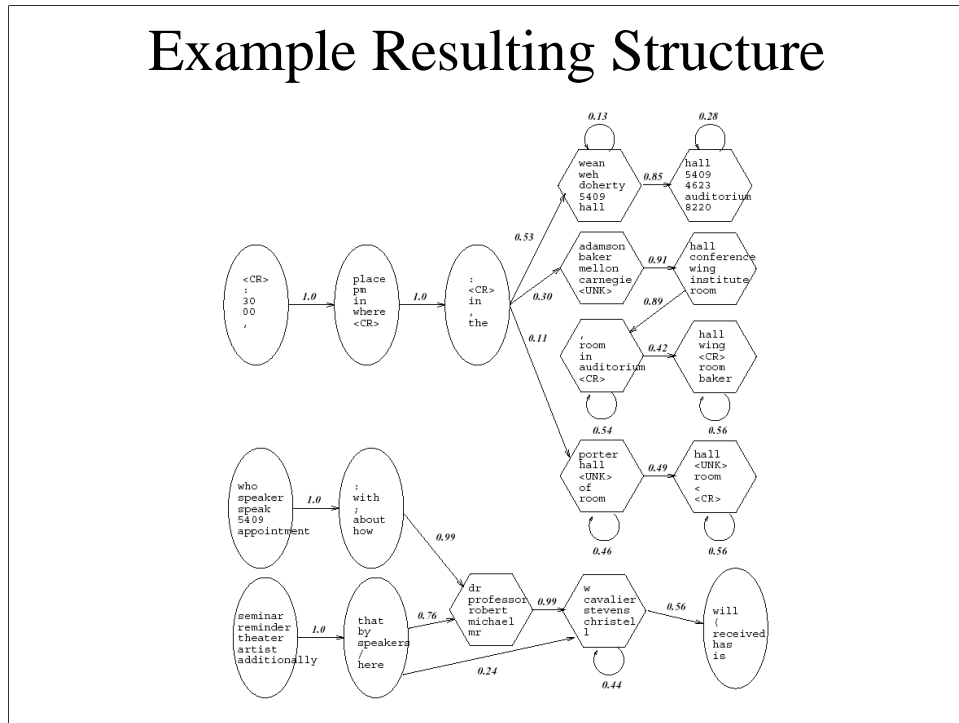 Example Resulting Structure
0.13
0.28
wean
weh
doherty
5409
hall
0.85
hall
5409
4623
auditorium
8220
0.53
<CR>
:
30
00
,
1.0
place
pm
in
where
<CR>
1.0
:
<CR>
in
,
the
0.30
adamson
baker
mellon
carnegie
<UNK>
0.91
hall
conference
wing
institute
room
0.89
0.11
,
room
in
auditorium
<CR>
0.42
hall
wing
<CR>
room
baker
0.54
0.56
porter
hall
<UNK>
of
room
0.49
hall
<UNK>
room
<
<CR>
0.46
0.56
who
speaker
speak
5409
appointment
1.0
:
with
;
about
how
0.99
seminar
reminder
theater
artist
additionally
1.0
that
by
speakers
/
here
0.76
0.24
dr
professor
robert
michael
mr
0.99
w
cavalier
stevens
christel
l
0.44
0.56
will
(
received
has
is